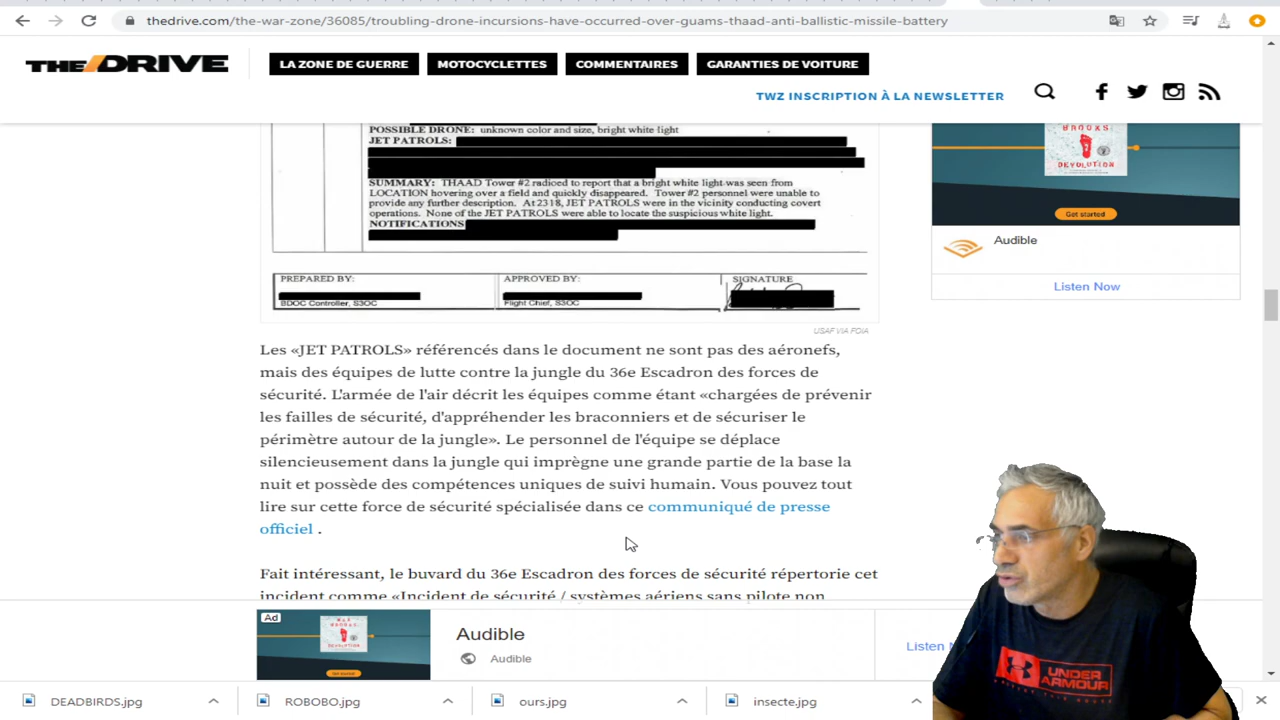 thedrive.com/the-war-zone/36085/troubling-drone-incursions-have-occurred-over-guams-thaad-anti-ballistic-missile-battery
THE/DRIVE
LA ZONE DE GUERRE
MOTOCYCLETTES
COMMENTAIRES
GARANTIES DE VOITURE
TWZ INSCRIPTION À LA NEWSLETTER
POSSIBLE DRONE: unknown color and size, bright white light
JET PATROLS:
SUMMARY: THAAD Tower #2 radioed to report that a bright white light was seen from
LOCATION hovering over a field and quickly disappeared. Tower #2 personnel were unable to
provide any further description. At 2318, JET PATROLS were in the vicinity conducting covert
operations. None of the JET PATROLS were able to locate the suspicious white light.
NOTIFICATIONS
PREPARED BY:
APPROVED BY:
SIGNATURE
BDOC Controller, S3OC
Flight Chief, S3OC
USAF VIA FOIA
BROOKS
DEVOLUTION
Get started
Audible
Listen Now
Les «JET PATROLS» référencés dans le document ne sont pas des aéronefs,
mais des équipes de lutte contre la jungle du 36e Escadron des forces de
sécurité. L'armée de l'air décrit les équipes comme étant «chargées de prévenir
les failles de sécurité, d'appréhender les braconniers et de sécuriser le
périmètre autour de la jungle». Le personnel de l'équipe se déplace
silencieusement dans la jungle qui imprègne une grande partie de la base la
nuit et possède des compétences uniques de suivi humain. Vous pouvez tout
lire sur cette force de sécurité spécialisée dans ce communiqué de presse
officiel .
Fait intéressant, le buvard du 36e Escadron des forces de sécurité répertorie cet
incident comme «Incident de sécurité / systèmes aériens sans pilote non
Ad
Audible
Audible
Listen
UNDER
ARMOUR
DEADBIRDS.jpg
ROBOBO.jpg
ours.jpg
insecte.jpg